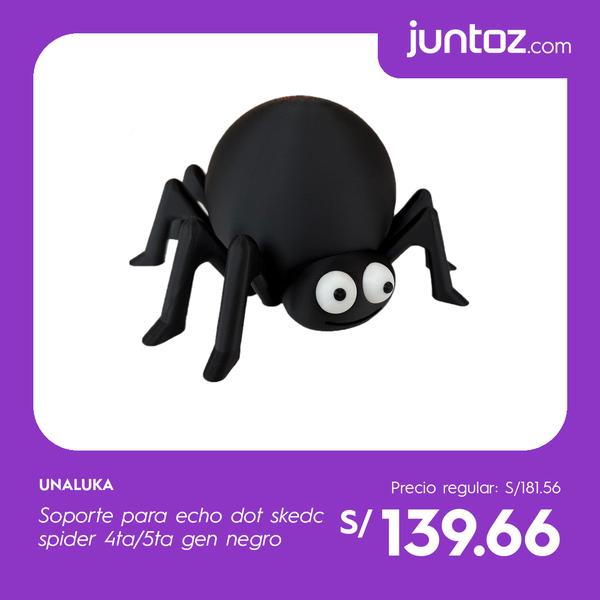 juntoz.com
UNALUKA
Soporte para echo dot skedc
spider 4ta/5ta gen negro
Precio regular: S/181.56
S/139.66